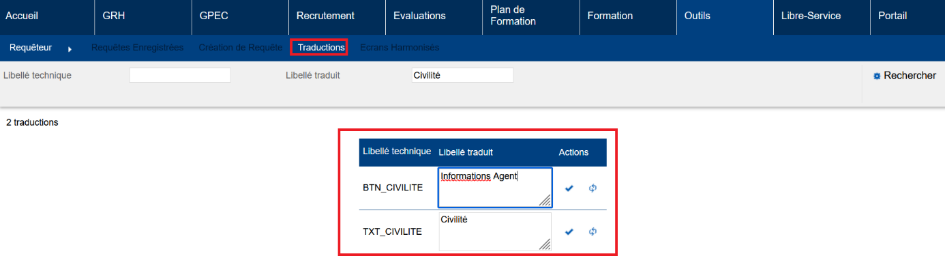 Accueil GRH GPEC Recrutement Evaluations Plan de Formation Formation Outils Libre-Service Portail
Requêteur Requêtes Enregistrées Création de Requête Traductions Ecrans Harmonisés
Libellé technique Libellé traduit Civilité Rechercher
2 traductions
Libellé technique Libellé traduit Actions
BTN_CIVILITE Informations Agent
TXT_CIVILITE Civilité